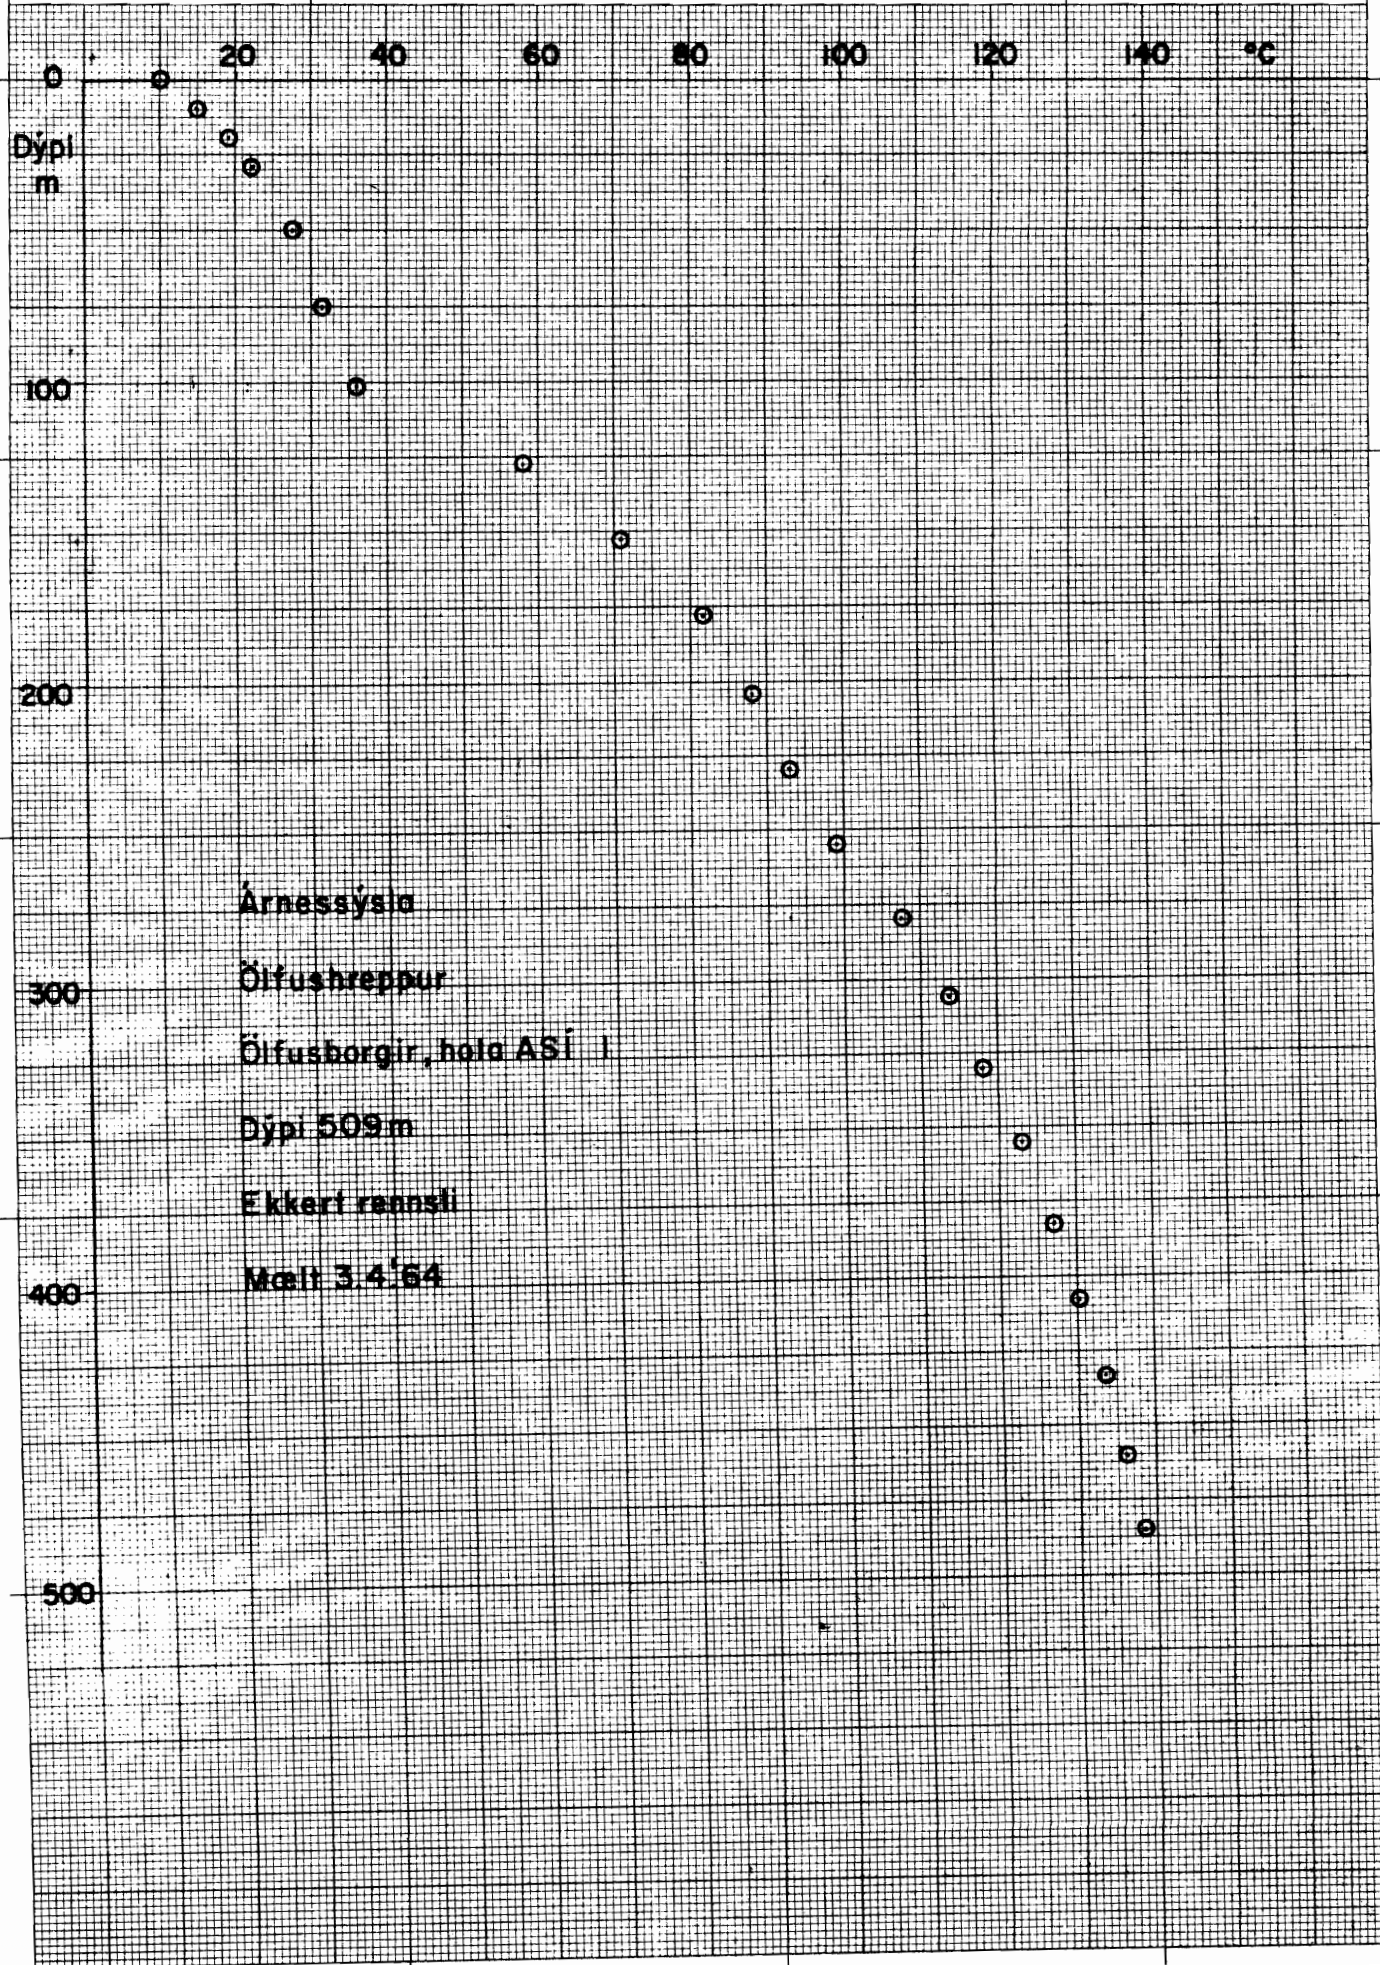 20 40 60 80 100 120 140 °C
0
Dýpi
m
100
200
300
400
500
Árnessýsla
Ölfushreppur
Ölfusborgir, hola ASÍ 1
Dýpi 509 m
Ekkert rennsli
Mælt 3.4.'64